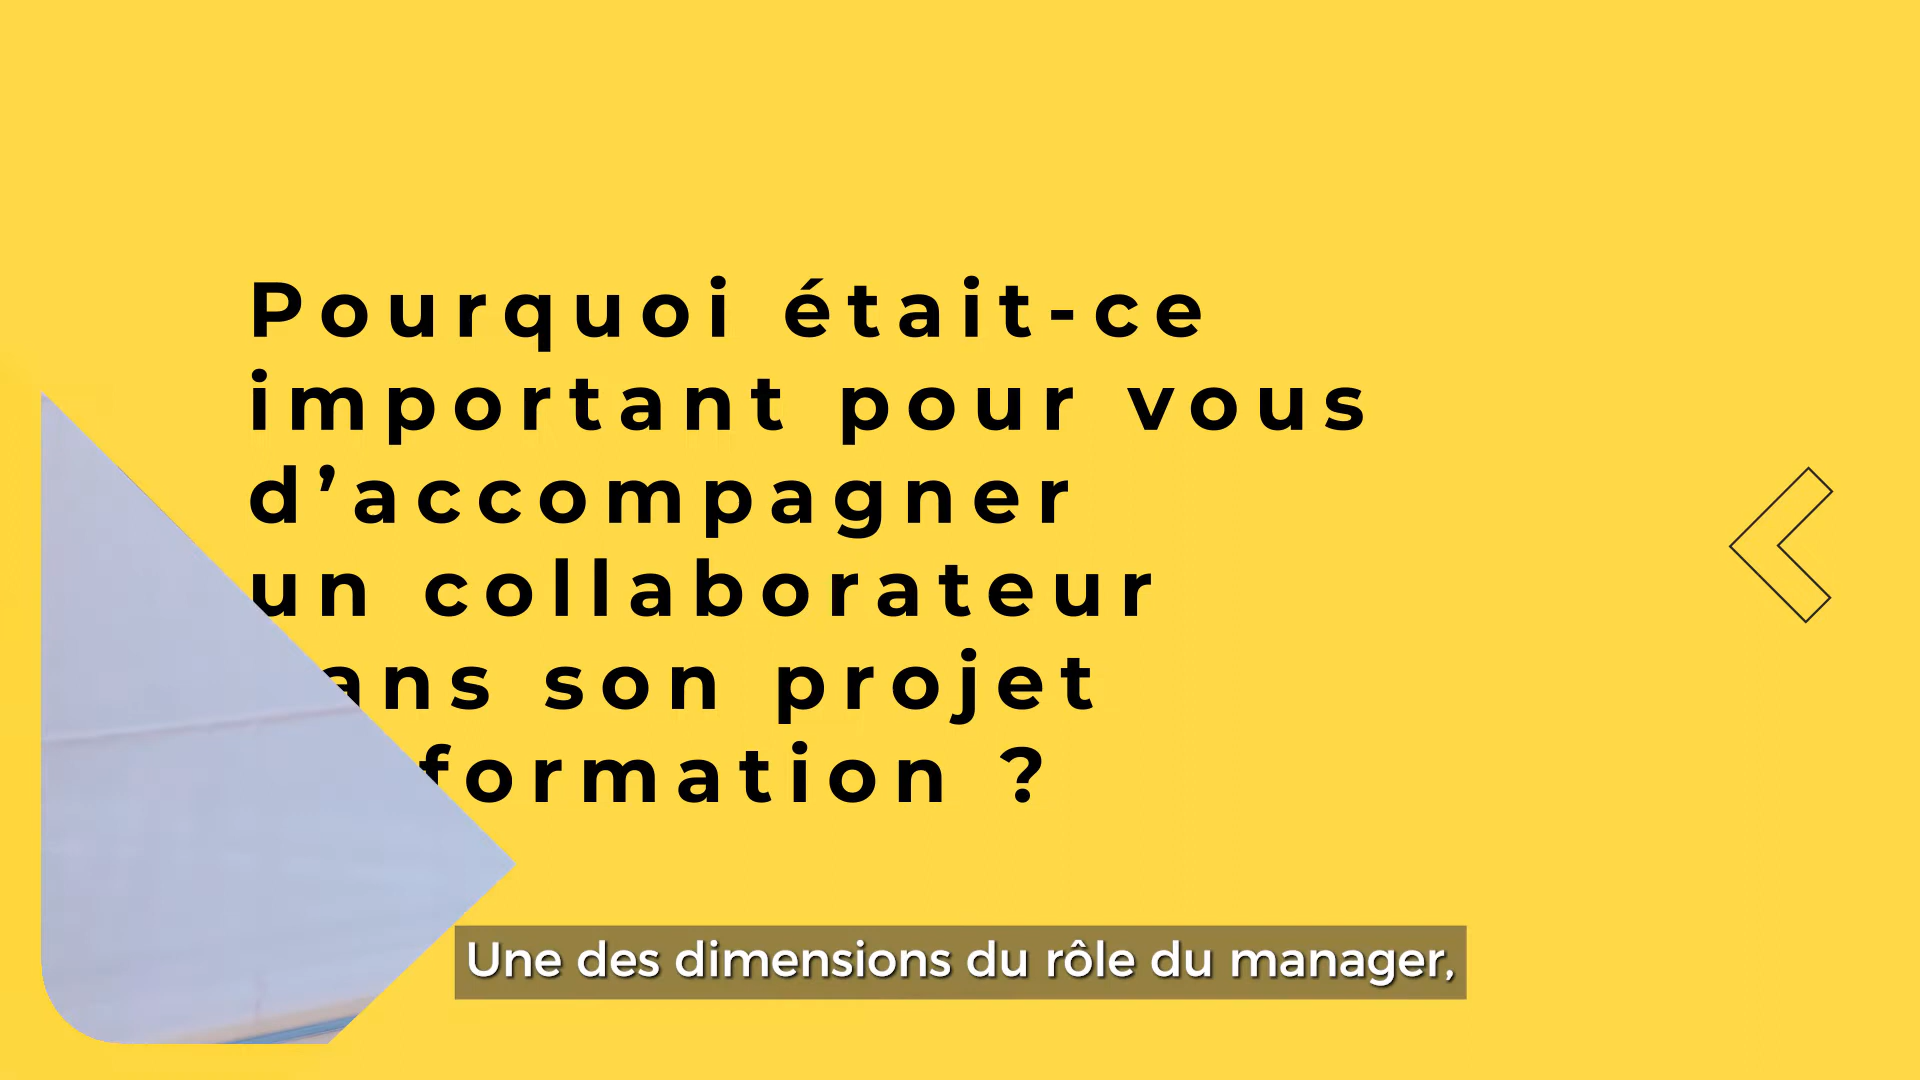 Pourquoi était-ce
important pour vous
d’accompagner
un collaborateur
ans son projet
formation ?
Une des dimensions du rôle du manager,